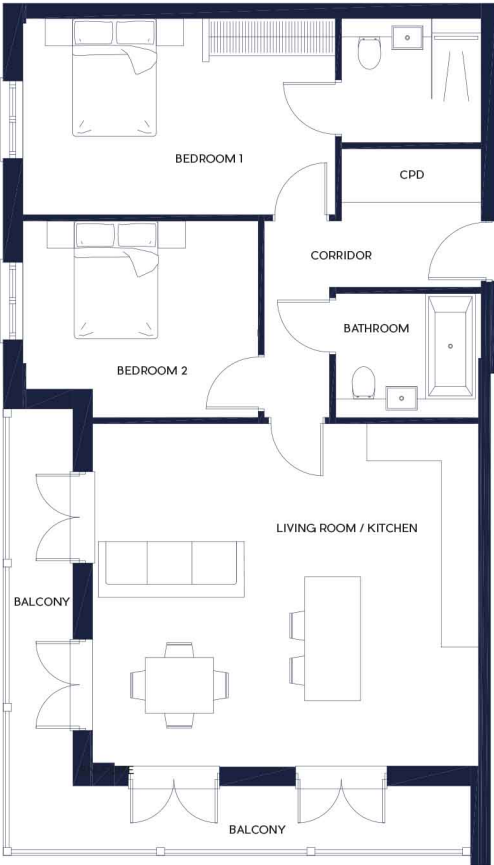 BEDROOM 1
CPD
CORRIDOR
BATHROOM
BEDROOM 2
LIVING ROOM / KITCHEN
BALCONY
BALCONY